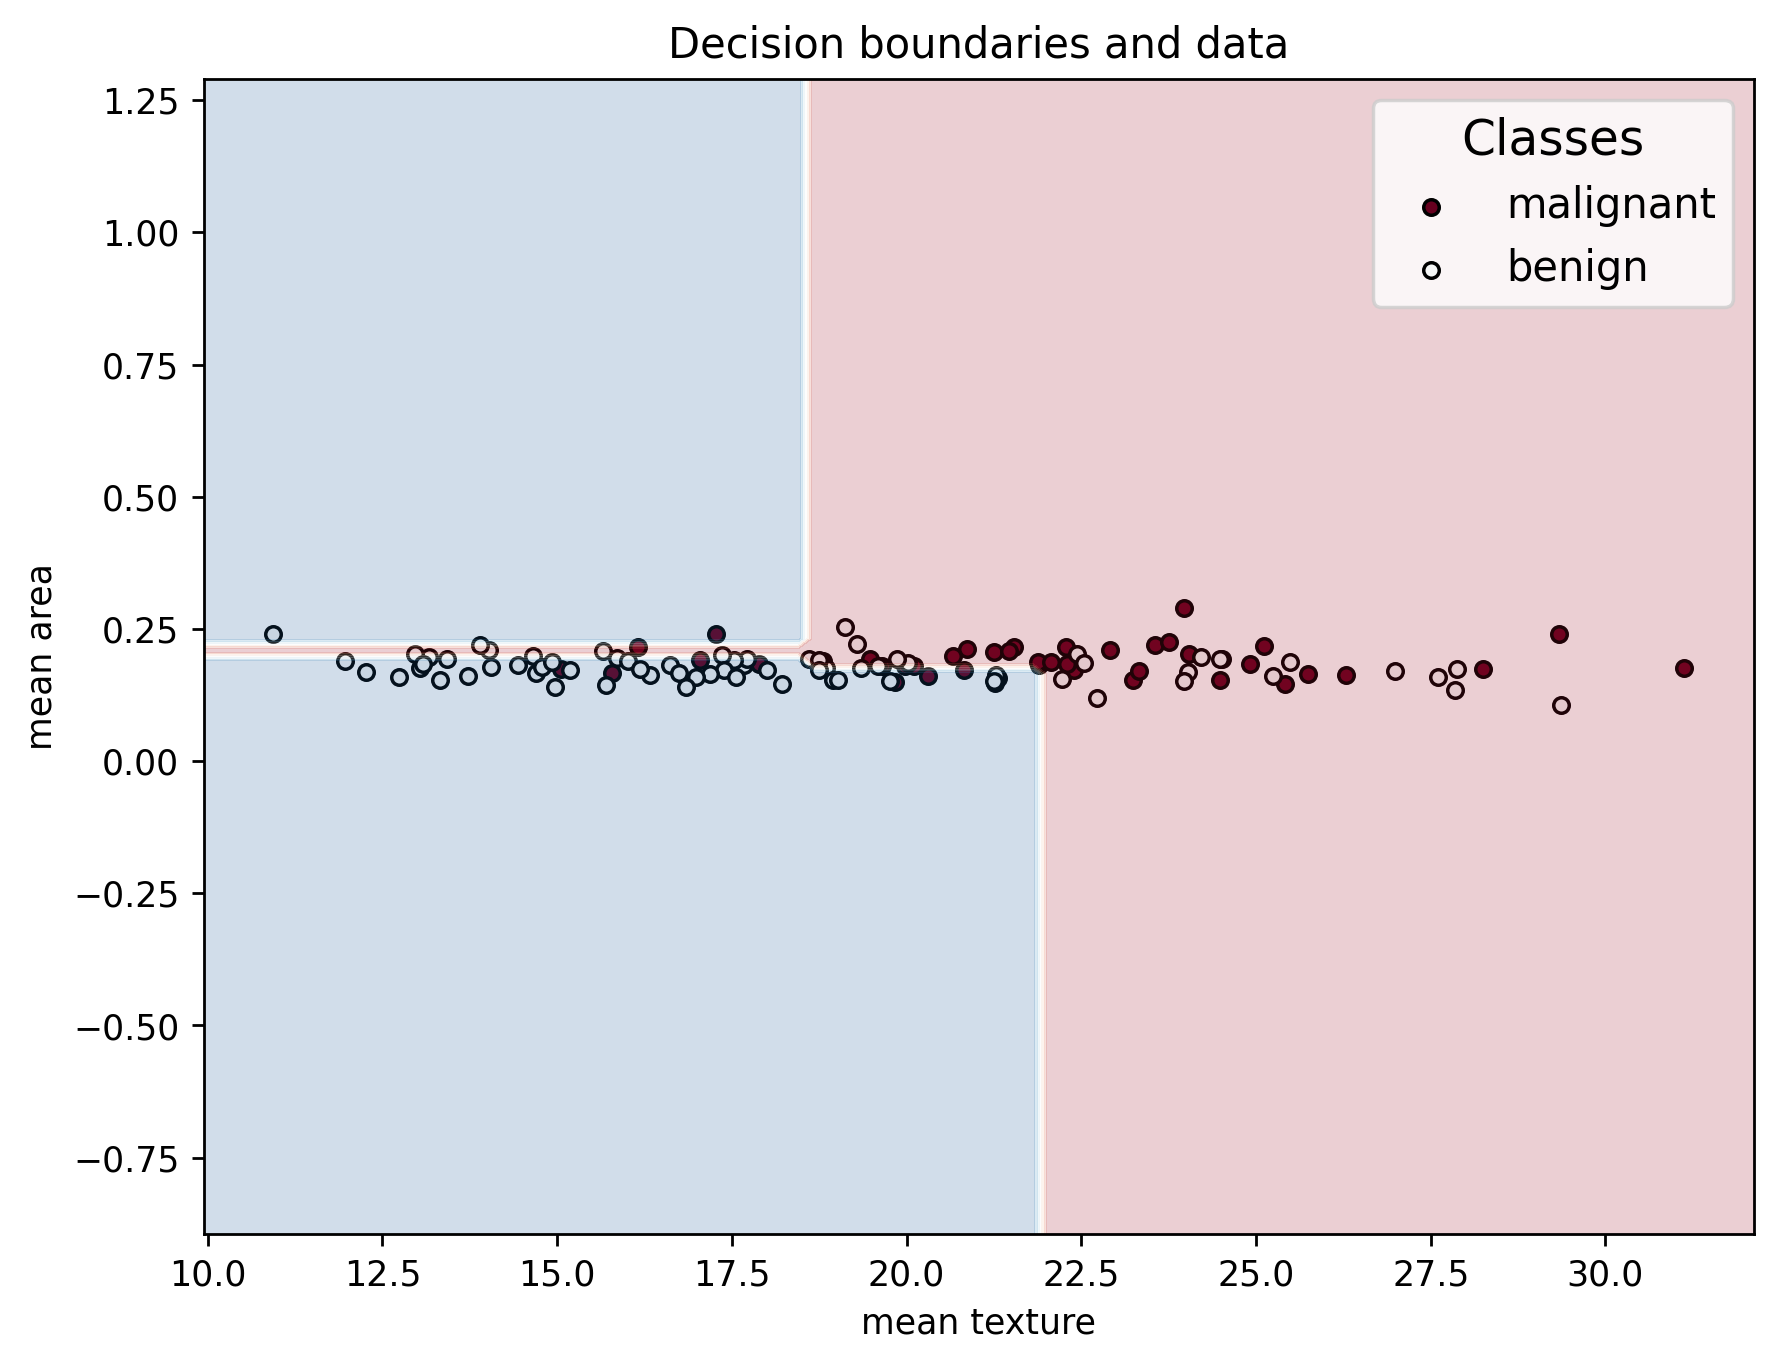 Decision boundaries and data
Classes
malignant
benign
1.25
1.00
0.75
0.50
0.25
0.00
−0.25
−0.50
−0.75
mean area
10.0 12.5 15.0 17.5 20.0 22.5 25.0 27.5 30.0
mean texture